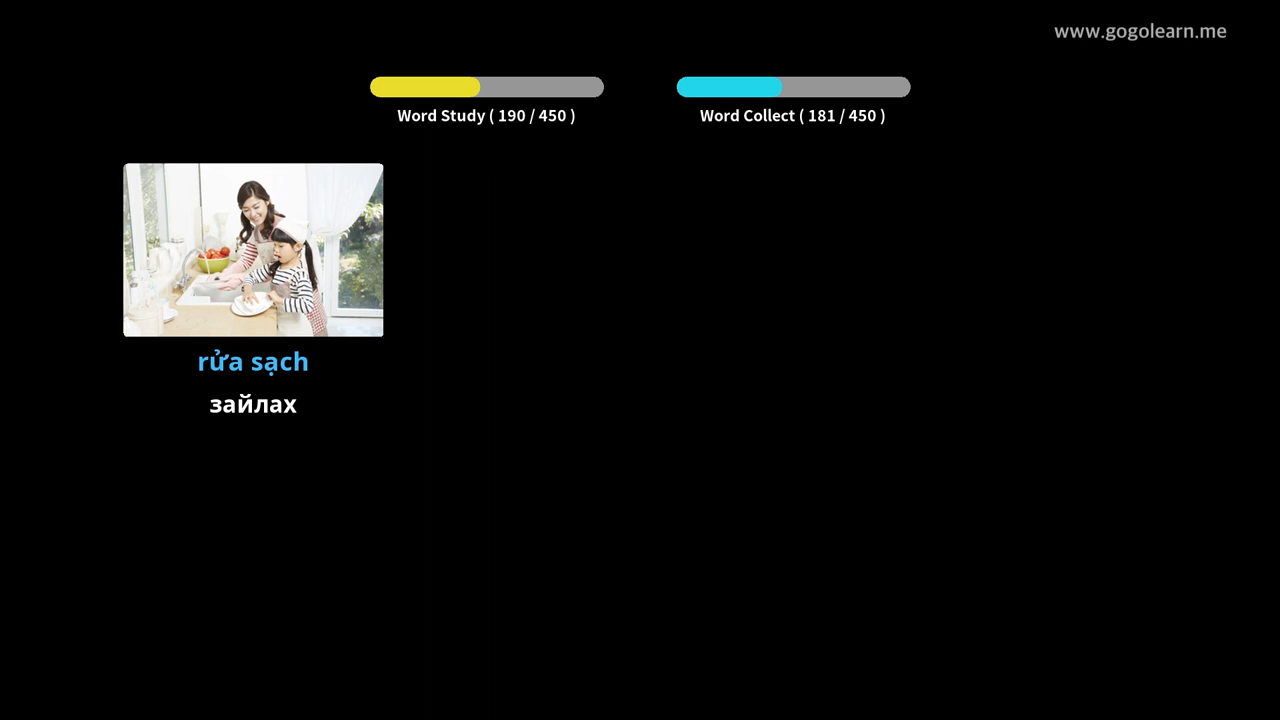 www.gogolearn.me
Word Study ( 190 / 450 )
Word Collect ( 181 / 450 )
rửa sạch
зайлах